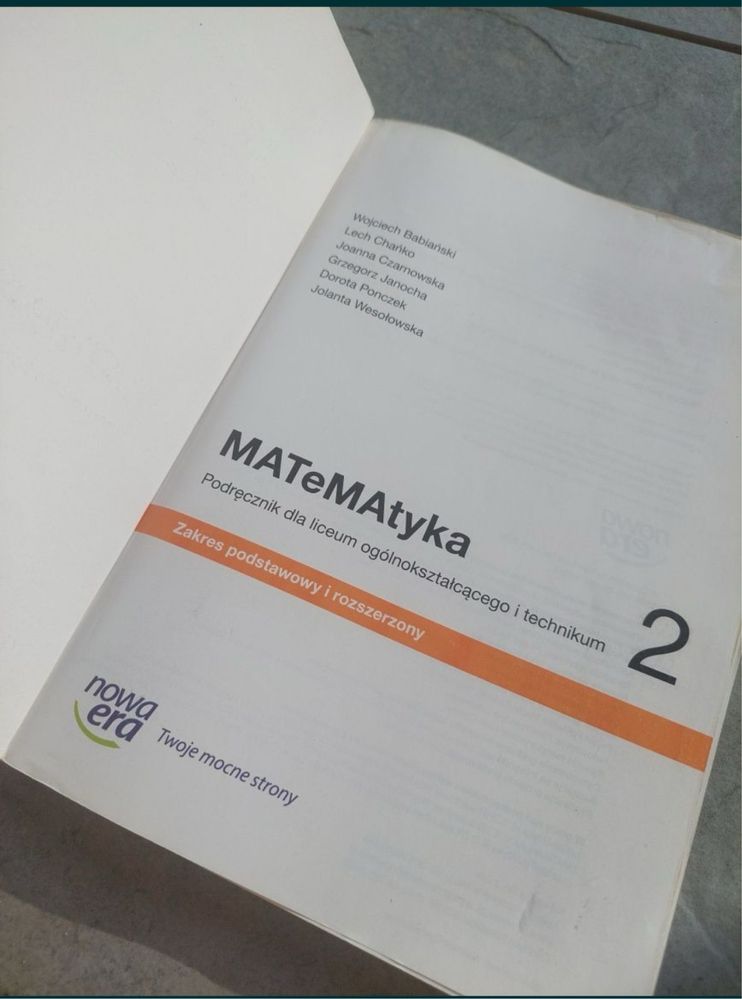 Wojciech Babiański
Lech Chańko
Joanna Czarnowska
Grzegorz Janocha
Dorota Ponczek
Jolanta Wesołowska
MATeMAtyka
Podręcznik dla liceum ogólnokształcącego i technikum
2
Zakres podstawowy i rozszerzony
nowa
era
Twoje mocne strony